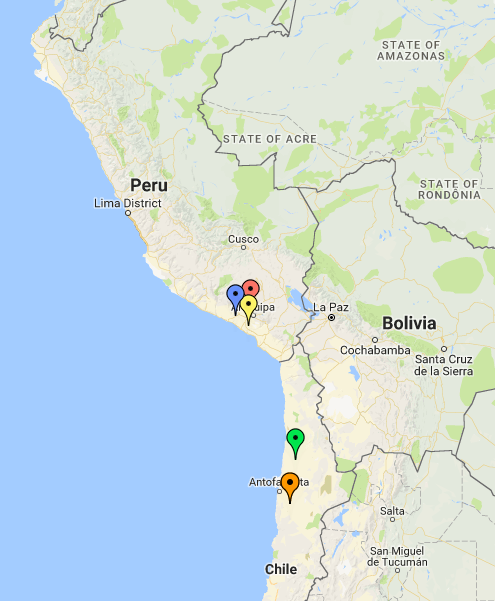 STATE OF
AMAZONAS
STATE OF ACRE
Peru
STATE OF
RONDÔNIA
Lima District
Cusco
La Paz
Bolivia
Cochabamba
Santa Cruz
de la Sierra
Salta
San Miguel
de Tucumán
Chile